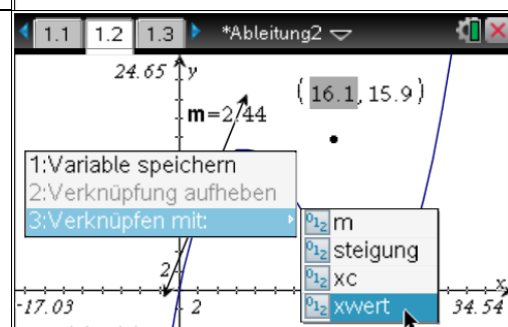 1.1 1.2 1.3 *Ableitung2
24.65 y
(16.1, 15.9)
m=2.44
1:Variable speichern
2:Verknüpfung aufheben
3:Verknüpfen mit:
m
steigung
xc
xwert
2
x
-17.03 2 34.54